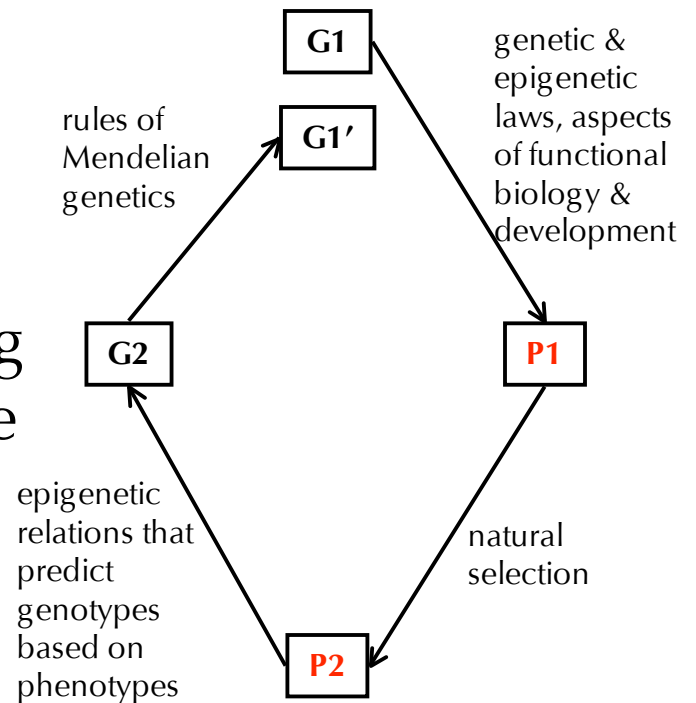 G1
genetic &
epigenetic
laws, aspects
of functional
biology &
development
rules of
Mendelian
genetics
G1′
G2
P1
g
e
epigenetic
relations that
predict
genotypes
based on
phenotypes
natural
selection
P2